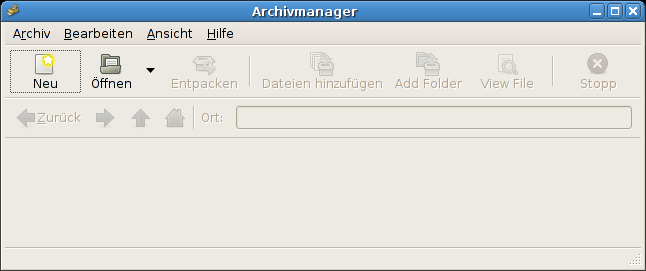 Archivmanager
Archiv Bearbeiten Ansicht Hilfe
Neu Öffnen Entpacken Dateien hinzufügen Add Folder View File Stopp
Zurück Ort: